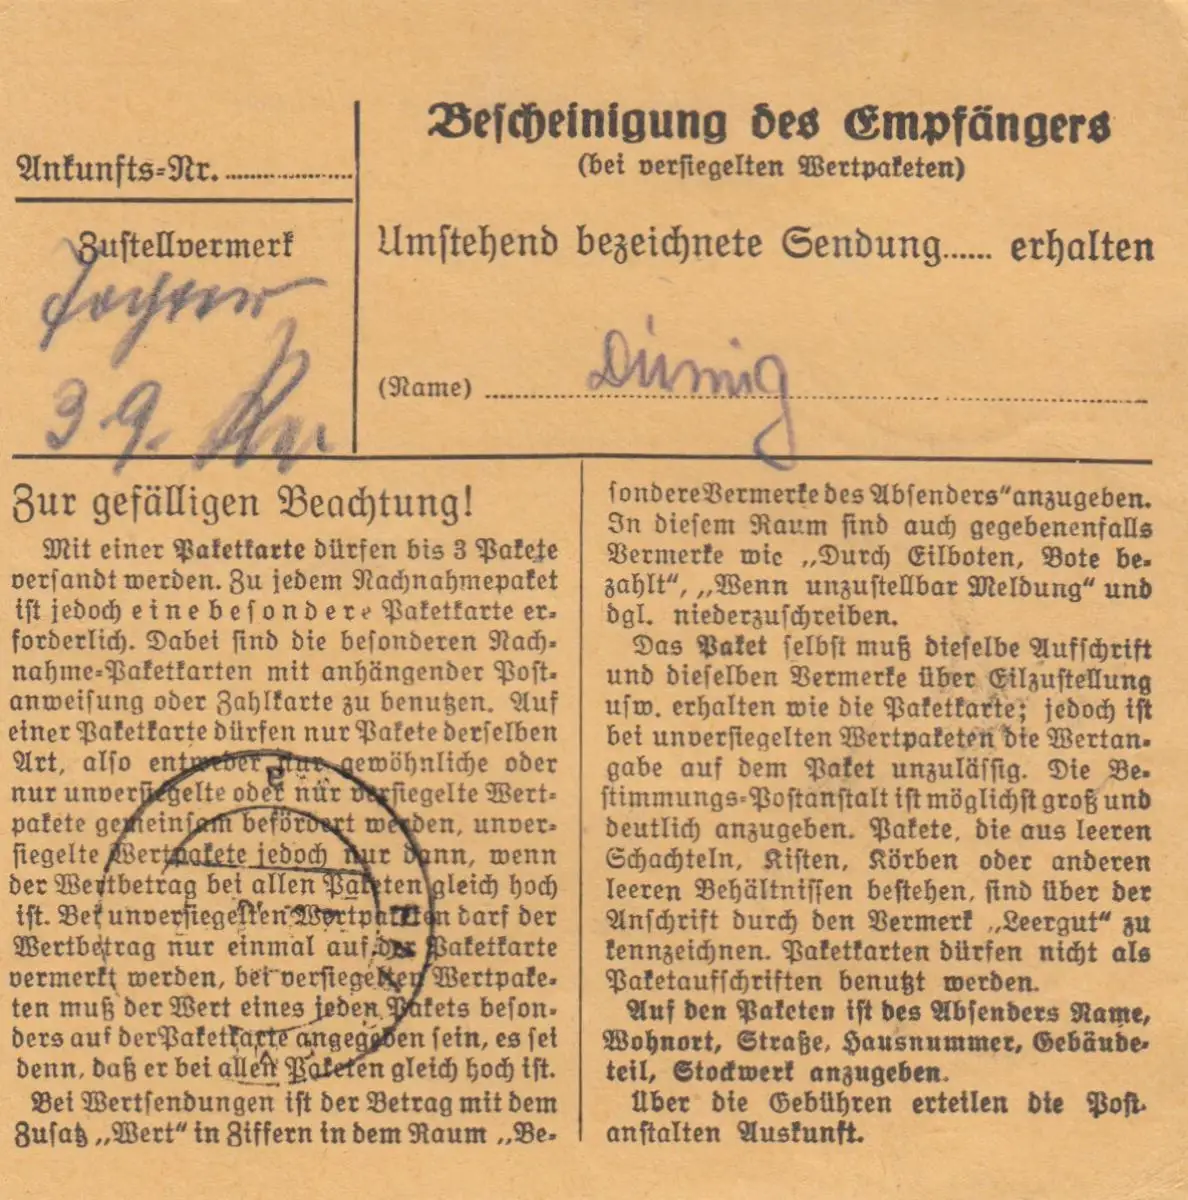 Ankunfts-Nr. ....................
Zustellvermerk
3 9.
Bescheinigung des Empfängers
(bei versiegelten Wertpaketen)
Umstehend bezeichnete Sendung...... erhalten
(Name) ....................
Zur gefälligen Beachtung!
Mit einer Paketkarte dürfen bis 3 Pakete
versandt werden. Zu jedem Nachnahmepaket
ist jedoch eine besondere Paketkarte er-
forderlich. Dabei sind die besonderen Nach-
nahme-Paketkarten mit anhängender Post-
anweisung oder Zahlkarte zu benutzen. Auf
einer Paketkarte dürfen nur Pakete derselben
Art, also entweder nur gewöhnliche oder
nur unversiegelte oder nur versiegelte Wert-
pakete gemeinsam befördert werden, unver-
siegelte Wertpakete jedoch nur dann, wenn
der Wertbetrag bei allen Paketen gleich hoch
ist. Bei unversiegelten Wertpaketen darf der
Wertbetrag nur einmal auf der Paketkarte
vermerkt werden, bei versiegelten Wertpake-
ten muß der Wert eines jeden Pakets beson-
ders auf der Paketkarte angegeben sein, es sei
denn, daß er bei allen Paketen gleich hoch ist.
Bei Wertsendungen ist der Betrag mit dem
Zusatz „Wert“ in Ziffern in dem Raum „Be-
sondere Vermerke des Absenders“ anzugeben.
In diesem Raum sind auch gegebenenfalls
Vermerke wie „Durch Eilboten, Bote be-
zahlt“, „Wenn unzustellbar Meldung“ und
dgl. niederzuschreiben.
Das Paket selbst muß dieselbe Aufschrift
und dieselben Vermerke über Eilzustellung
usw. erhalten wie die Paketkarte; jedoch ist
bei unversiegelten Wertpaketen die Wertan-
gabe auf dem Paket unzulässig. Die Be-
stimmungs-Postanstalt ist möglichst groß und
deutlich anzugeben. Pakete, die aus leeren
Schachteln, Kisten, Körben oder anderen
leeren Behältnissen bestehen, sind über der
Anschrift durch den Vermerk „Leergut“ zu
kennzeichnen. Paketkarten dürfen nicht als
Paketaufschriften benutzt werden.
Auf den Paketen ist des Absenders Name,
Wohnort, Straße, Hausnummer, Gebäude-
teil, Stockwerk anzugeben.
Über die Gebühren erteilen die Post-
anstalten Auskunft.